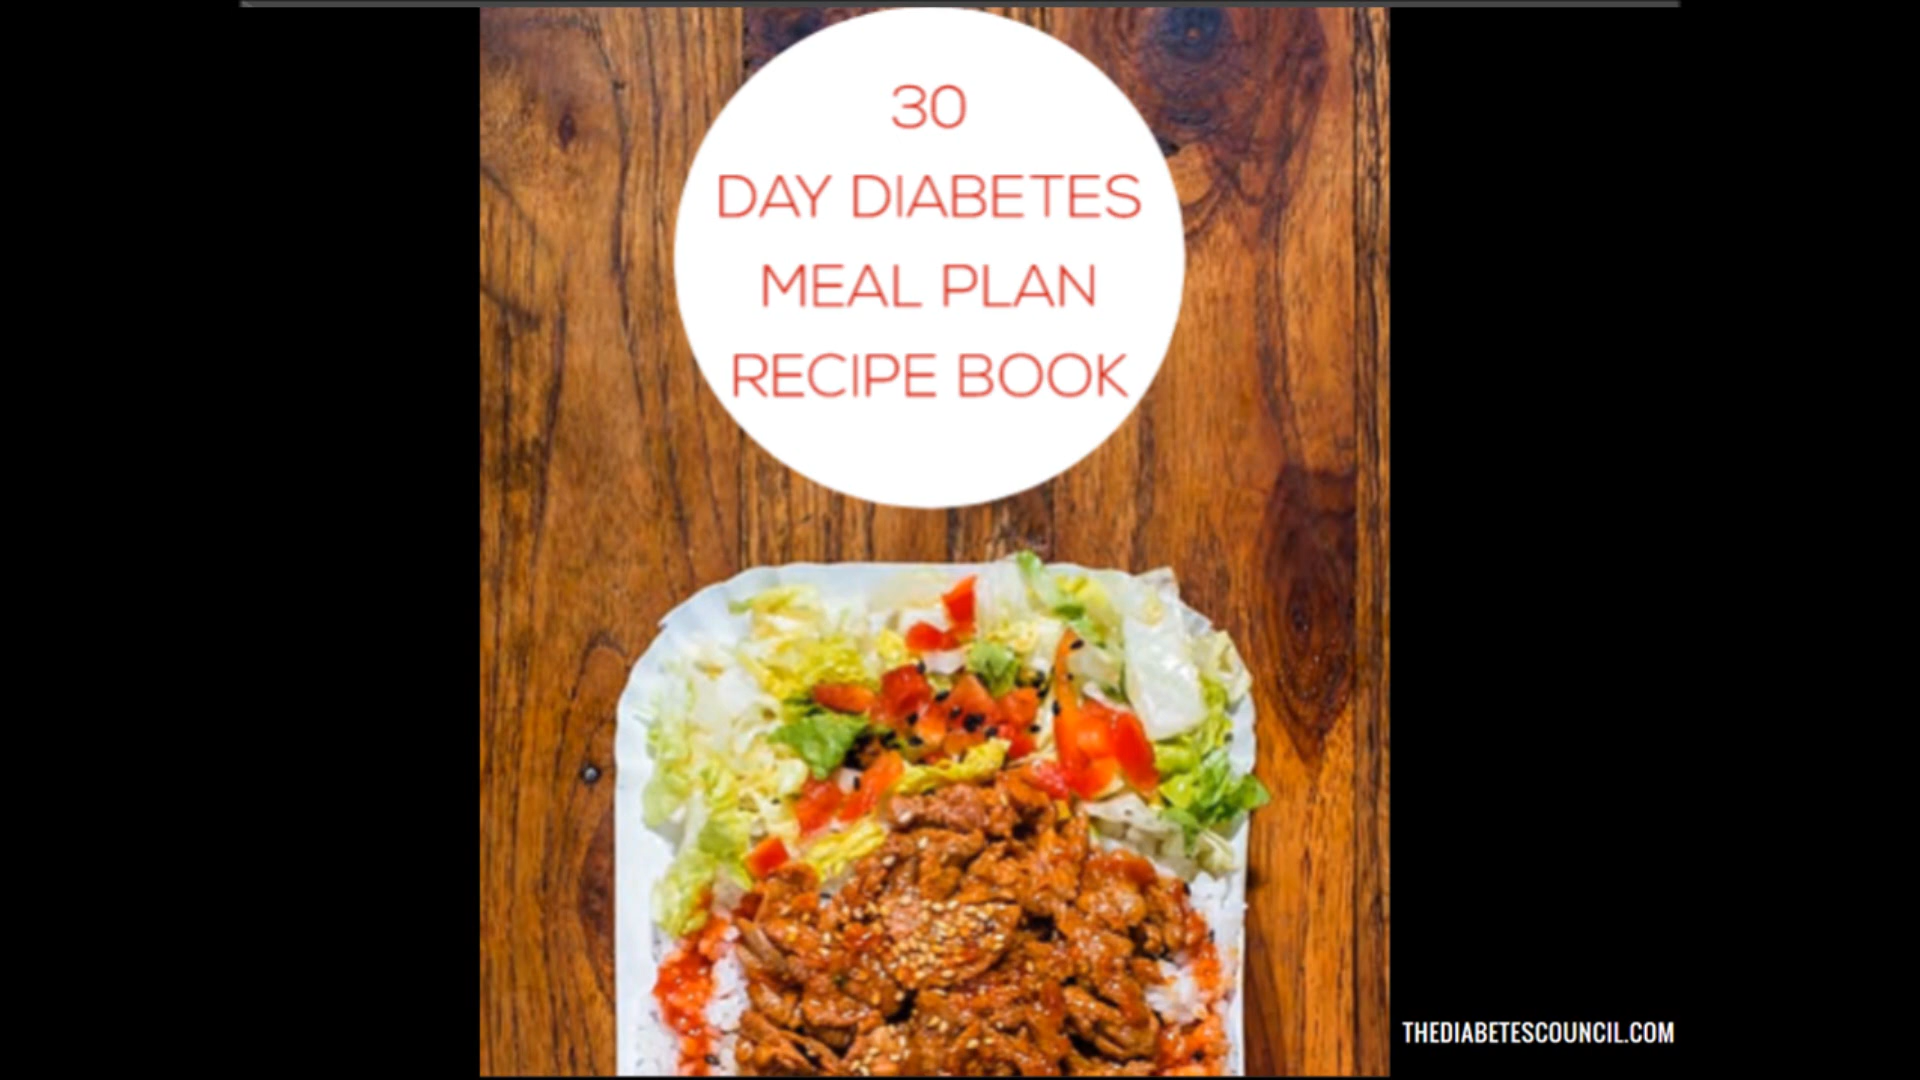 30
DAY DIABETES
MEAL PLAN
RECIPE BOOK
THEDIABETESCOUNCIL.COM